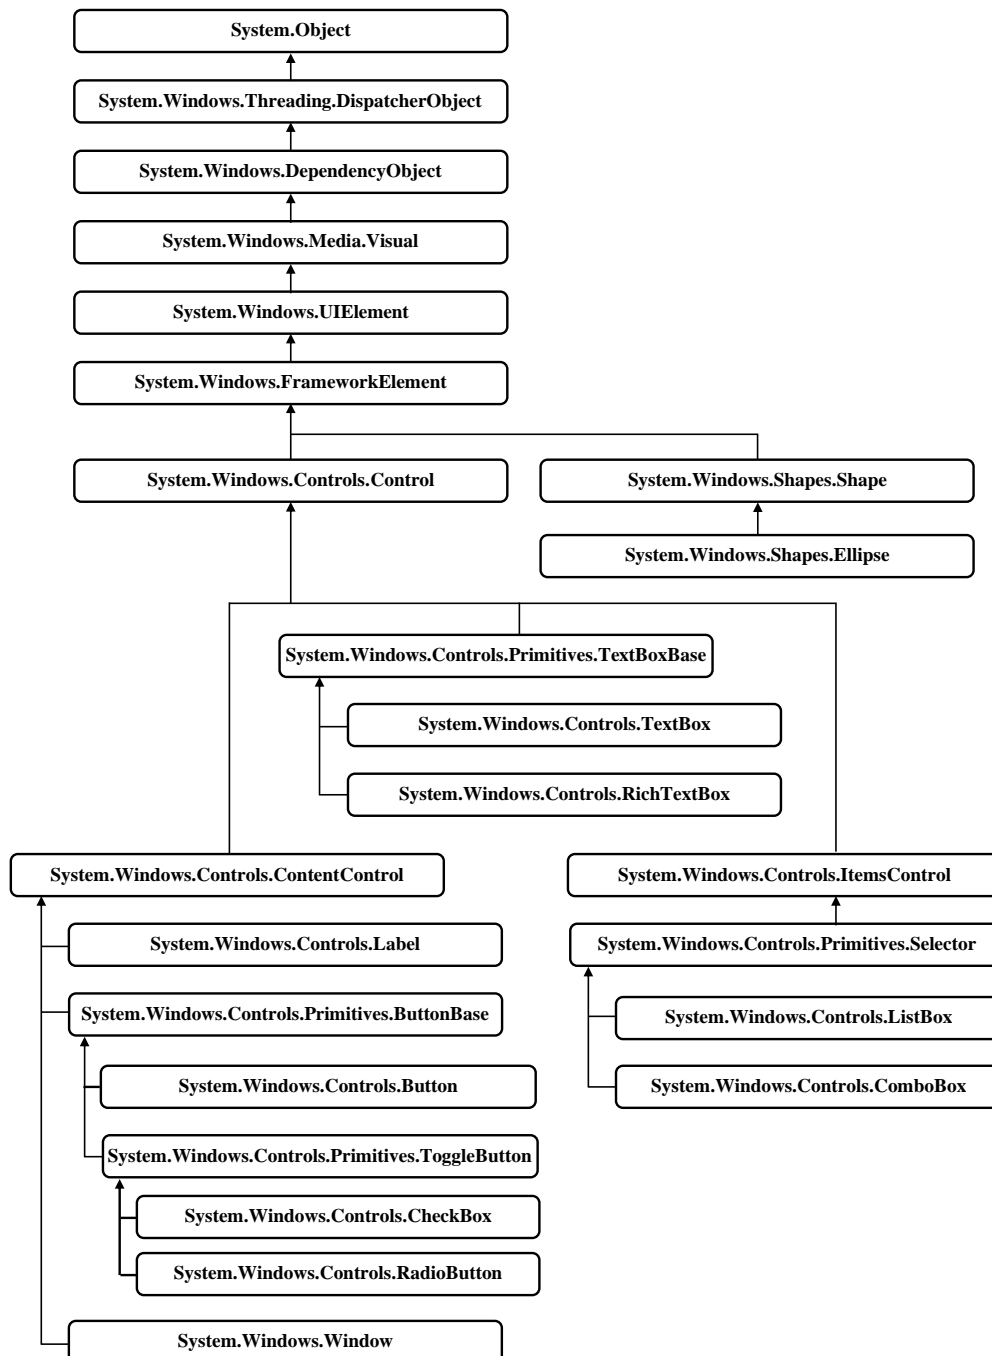 System.Object
System.Windows.Threading.DispatcherObject
System.Windows.DependencyObject
System.Windows.Media.Visual
System.Windows.UIElement
System.Windows.FrameworkElement
System.Windows.Controls.Control
System.Windows.Shapes.Shape
System.Windows.Shapes.Ellipse
System.Windows.Controls.Primitives.TextBoxBase
System.Windows.Controls.TextBox
System.Windows.Controls.RichTextBox
System.Windows.Controls.ContentControl
System.Windows.Controls.ItemsControl
System.Windows.Controls.Label
System.Windows.Controls.Primitives.Selector
System.Windows.Controls.Primitives.ButtonBase
System.Windows.Controls.ListBox
System.Windows.Controls.Button
System.Windows.Controls.ComboBox
System.Windows.Controls.Primitives.ToggleButton
System.Windows.Controls.CheckBox
System.Windows.Controls.RadioButton
System.Windows.Window